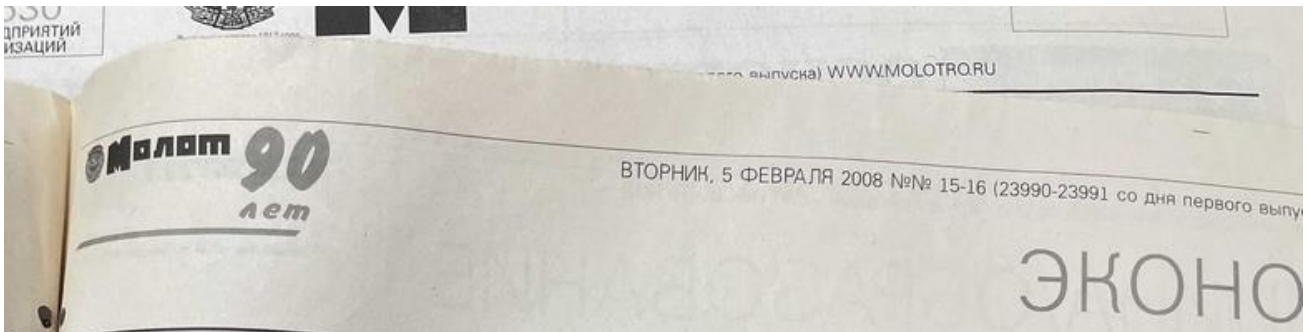 ДПРИЯТИЙ
ИЗАЦИЙ
выпуска) WWW.MOLOTRO.RU
Молот 90
лет
ВТОРНИК, 5 ФЕВРАЛЯ 2008 №№ 15-16 (23990-23991 со дня первого выпу
ЭКОНО